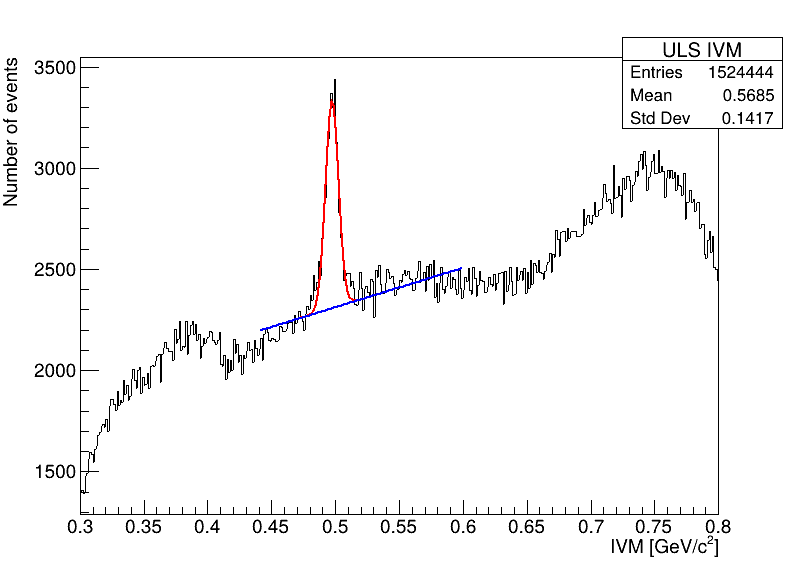 ULS IVM
Entries 1524444
Mean 0.5685
Std Dev 0.1417
Number of events
3500
3000
2500
2000
1500
0.3 0.35 0.4 0.45 0.5 0.55 0.6 0.65 0.7 0.75 0.8
IVM [GeV/c²]